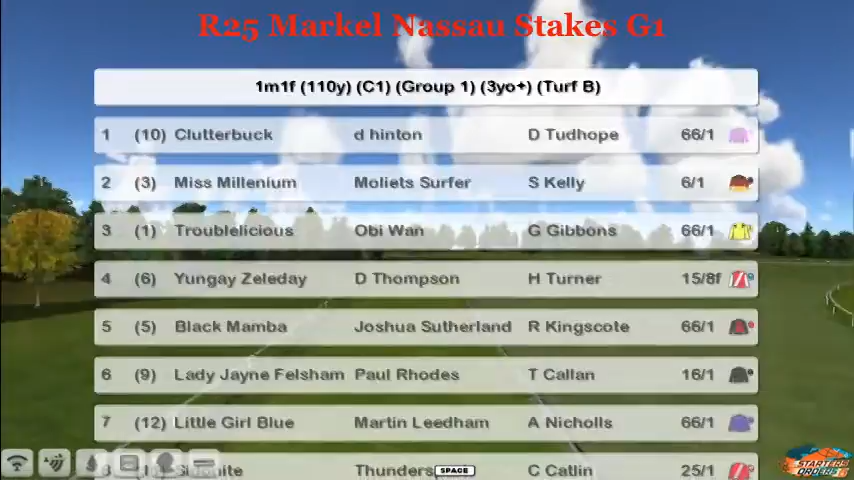 R25 Markel Nassau Stakes G1
1m1f (110y) (C1) (Group 1) (3yo+) (Turf B)
1 (10) Clutterbuck d hinton D Tudhope 66/1
2 (3) Miss Millenium Moliets Surfer S Kelly 6/1
3 (1) Troublelicious Obi Wan G Gibbons 66/1
4 (6) Yungay Zeleday D Thompson H Turner 15/8f
5 (5) Black Mamba Joshua Sutherland R Kingscote 66/1
6 (9) Lady Jayne Felsham Paul Rhodes T Callan 16/1
7 (12) Little Girl Blue Martin Leedham A Nicholls 66/1
8 C Catlin 25/1
SPACE
STARTERS
ORDERS 6